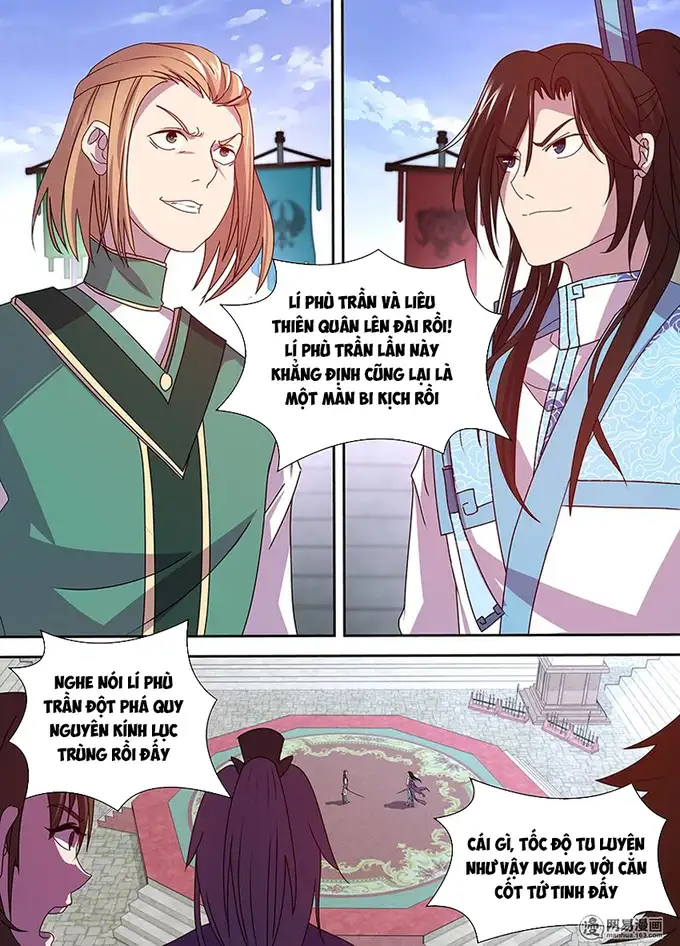 LÍ PHÙ TRẦN VÀ LIÊU
THIÊN QUÂN LÊN ĐÀI RỒI!
LÍ PHÙ TRẦN LẦN NÀY
KHẲNG ĐỊNH CŨNG LẠI LÀ
MỘT MÀN BI KỊCH RỒI
NGHE NÓI LÍ PHÙ
TRẦN ĐỘT PHÁ QUY
NGUYÊN KÍNH LỤC
TRÙNG RỒI ĐẤY
CÁI GÌ, TỐC ĐỘ TU LUYỆN
NHƯ VẬY NGANG VỚI CĂN
CỐT TỨ TINH ĐẤY
网易漫画
manhua.163.com